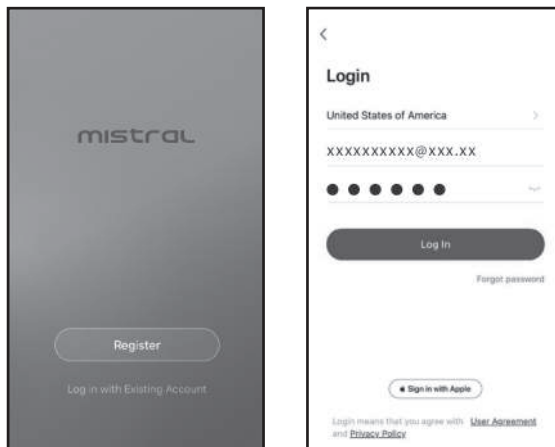 mistral
Register
Log in with Existing Account
Login
United States of America
xxxxxxxxxx@xxx.xx
Log In
Forgot password
Sign in with Apple
Login means that you agree with User Agreement
and Privacy Policy